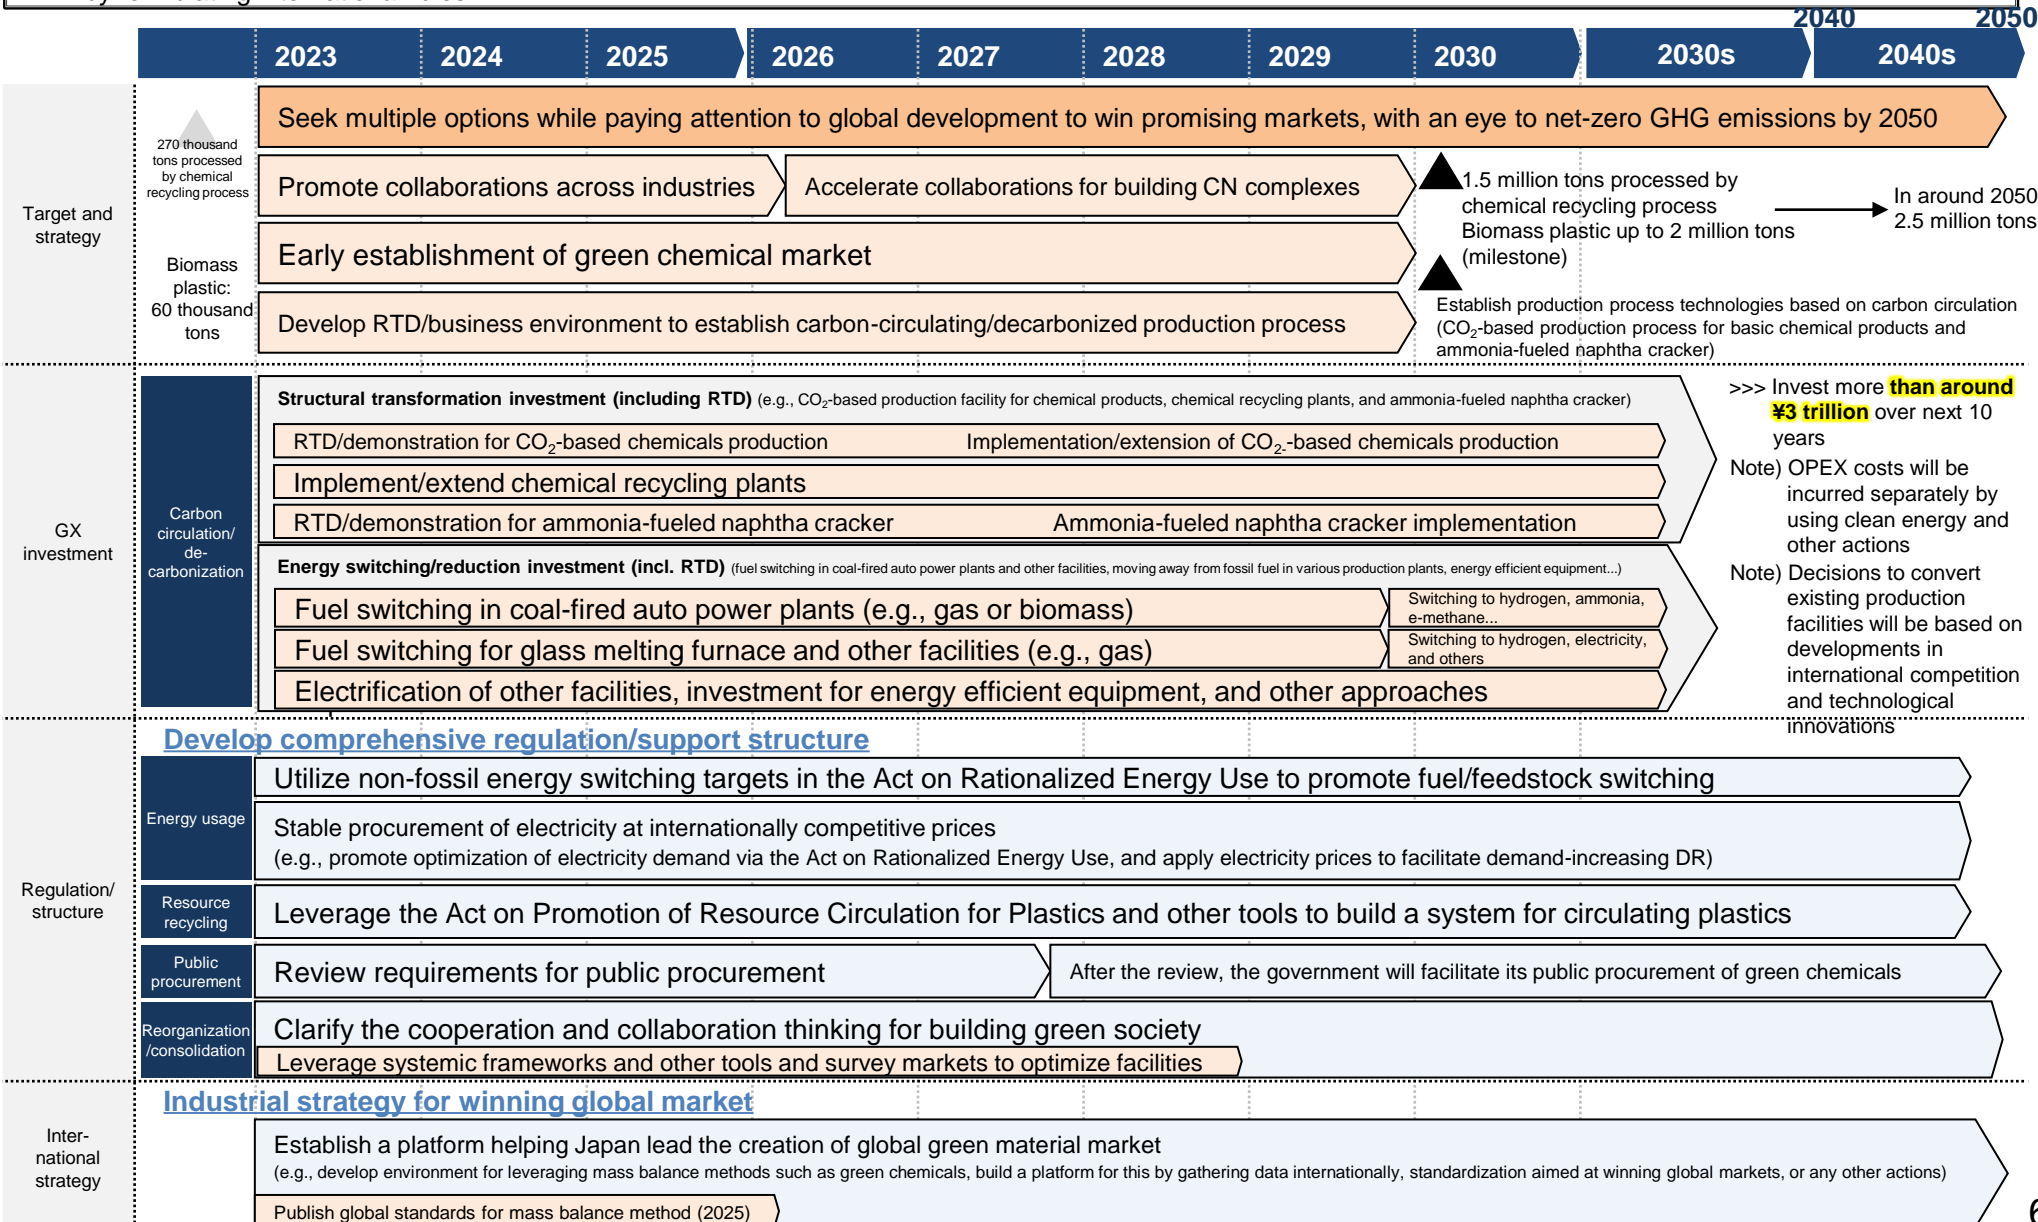 2040 2050
2023 2024 2025 2026 2027 2028 2029 2030 2030s 2040s
Target and
strategy
270 thousand
tons processed
by chemical
recycling process
Biomass
plastic:
60 thousand
tons
Seek multiple options while paying attention to global development to win promising markets, with an eye to net-zero GHG emissions by 2050
Promote collaborations across industries
Accelerate collaborations for building CN complexes
Early establishment of green chemical market
Develop RTD/business environment to establish carbon-circulating/decarbonized production process
1.5 million tons processed by
chemical recycling process
Biomass plastic up to 2 million tons
(milestone)
In around 2050
2.5 million tons
Establish production process technologies based on carbon circulation
(CO2-based production process for basic chemical products and
ammonia-fueled naphtha cracker)
GX
investment
Carbon
circulation/
de-
carbonization
Structural transformation investment (including RTD) (e.g., CO2-based production facility for chemical products, chemical recycling plants, and ammonia-fueled naphtha cracker)
RTD/demonstration for CO2-based chemicals production
Implementation/extension of CO2--based chemicals production
Implement/extend chemical recycling plants
RTD/demonstration for ammonia-fueled naphtha cracker
Ammonia-fueled naphtha cracker implementation
Energy switching/reduction investment (incl. RTD) (fuel switching in coal-fired auto power plants and other facilities, moving away from fossil fuel in various production plants, energy efficient equipment...)
Fuel switching in coal-fired auto power plants (e.g., gas or biomass)
Switching to hydrogen, ammonia,
e-methane...
Fuel switching for glass melting furnace and other facilities (e.g., gas)
Switching to hydrogen, electricity,
and others
Electrification of other facilities, investment for energy efficient equipment, and other approaches
>>> Invest more than around
¥3 trillion over next 10
years
Note) OPEX costs will be
incurred separately by
using clean energy and
other actions
Note) Decisions to convert
existing production
facilities will be based on
developments in
international competition
and technological
innovations
Regulation/
structure
Develop comprehensive regulation/support structure
Energy usage
Utilize non-fossil energy switching targets in the Act on Rationalized Energy Use to promote fuel/feedstock switching
Stable procurement of electricity at internationally competitive prices
(e.g., promote optimization of electricity demand via the Act on Rationalized Energy Use, and apply electricity prices to facilitate demand-increasing DR)
Resource
recycling
Leverage the Act on Promotion of Resource Circulation for Plastics and other tools to build a system for circulating plastics
Public
procurement
Review requirements for public procurement
After the review, the government will facilitate its public procurement of green chemicals
Reorganization
/consolidation
Clarify the cooperation and collaboration thinking for building green society
Leverage systemic frameworks and other tools and survey markets to optimize facilities
Inter-
national
strategy
Industrial strategy for winning global market
Establish a platform helping Japan lead the creation of global green material market
(e.g., develop environment for leveraging mass balance methods such as green chemicals, build a platform for this by gathering data internationally, standardization aimed at winning global markets, or any other actions)
Publish global standards for mass balance method (2025)